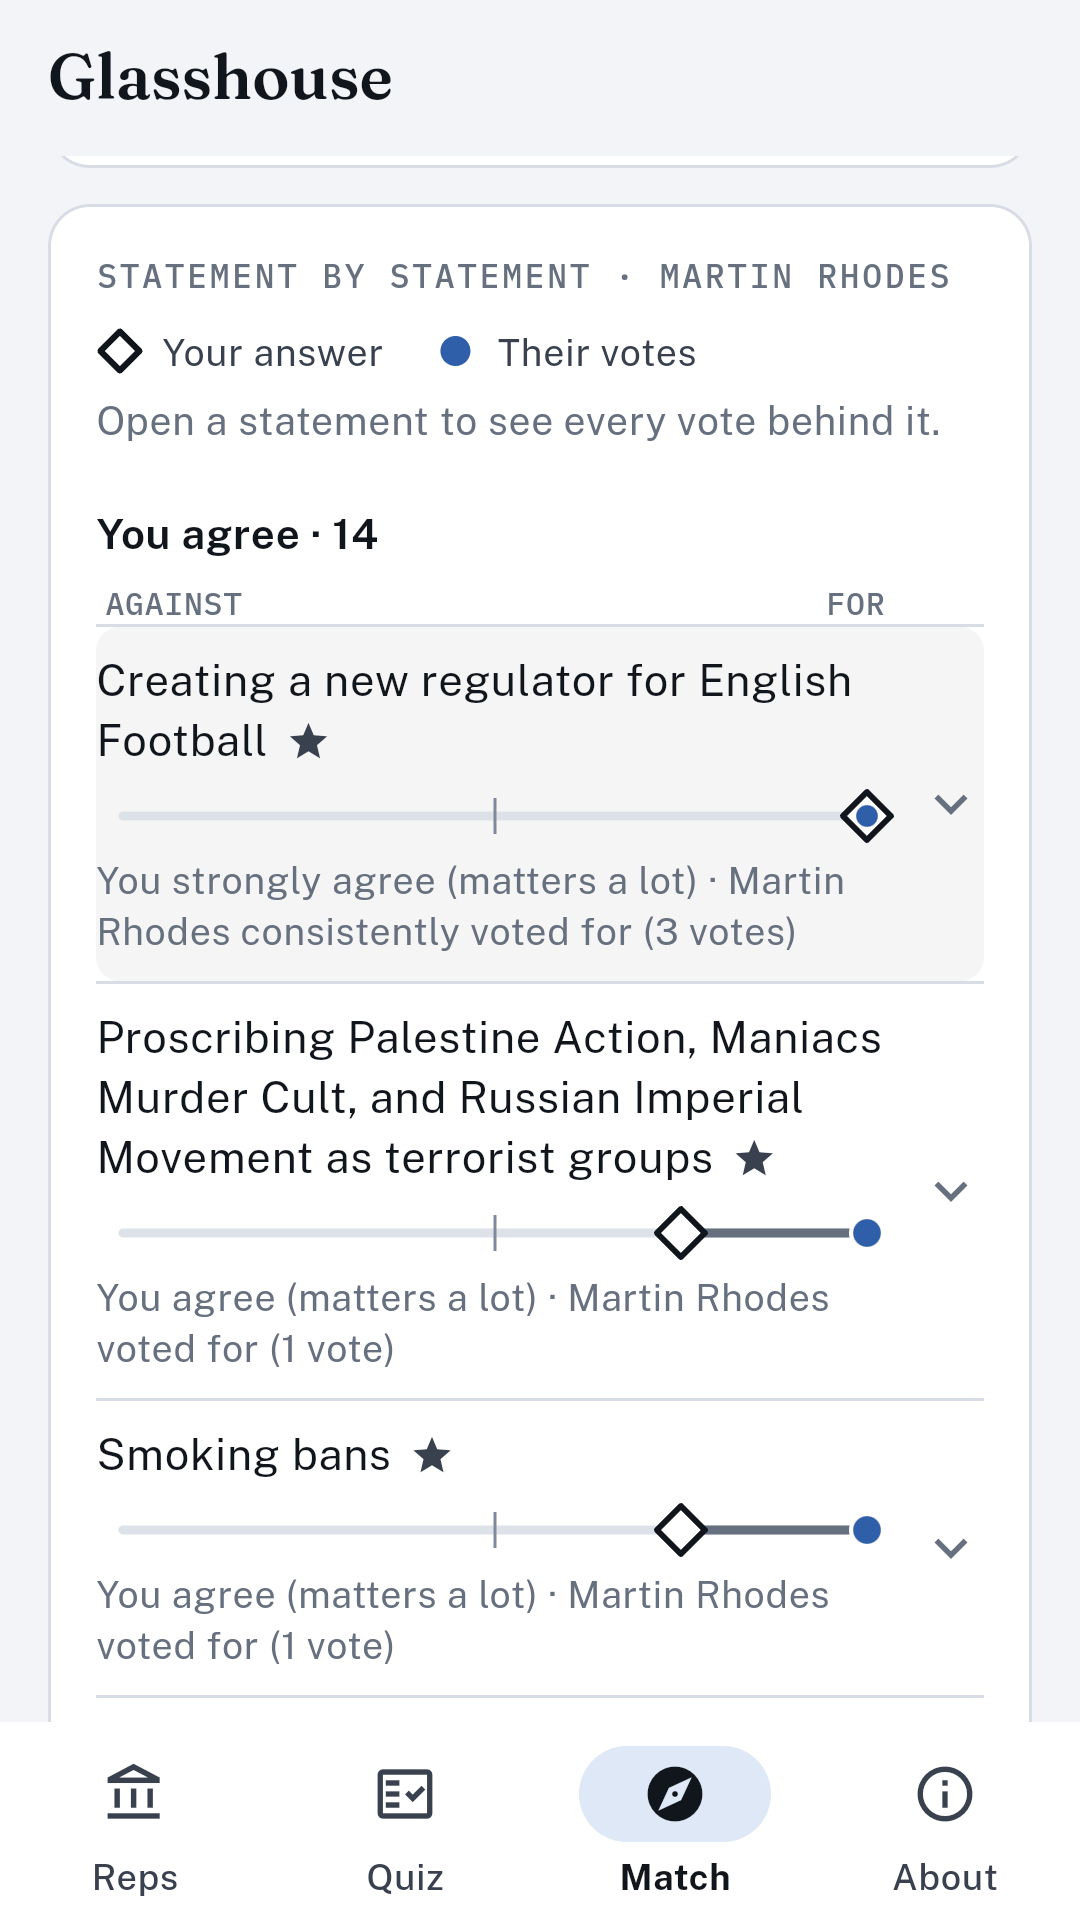 Glasshouse
STATEMENT BY STATEMENT · MARTIN RHODES
Your answer
Their votes
Open a statement to see every vote behind it.
You agree · 14
AGAINST
FOR
Creating a new regulator for English
Football
You strongly agree (matters a lot) · Martin
Rhodes consistently voted for (3 votes)
Proscribing Palestine Action, Maniacs
Murder Cult, and Russian Imperial
Movement as terrorist groups
You agree (matters a lot) · Martin Rhodes
voted for (1 vote)
Smoking bans
You agree (matters a lot) · Martin Rhodes
voted for (1 vote)
Reps
Quiz
Match
About